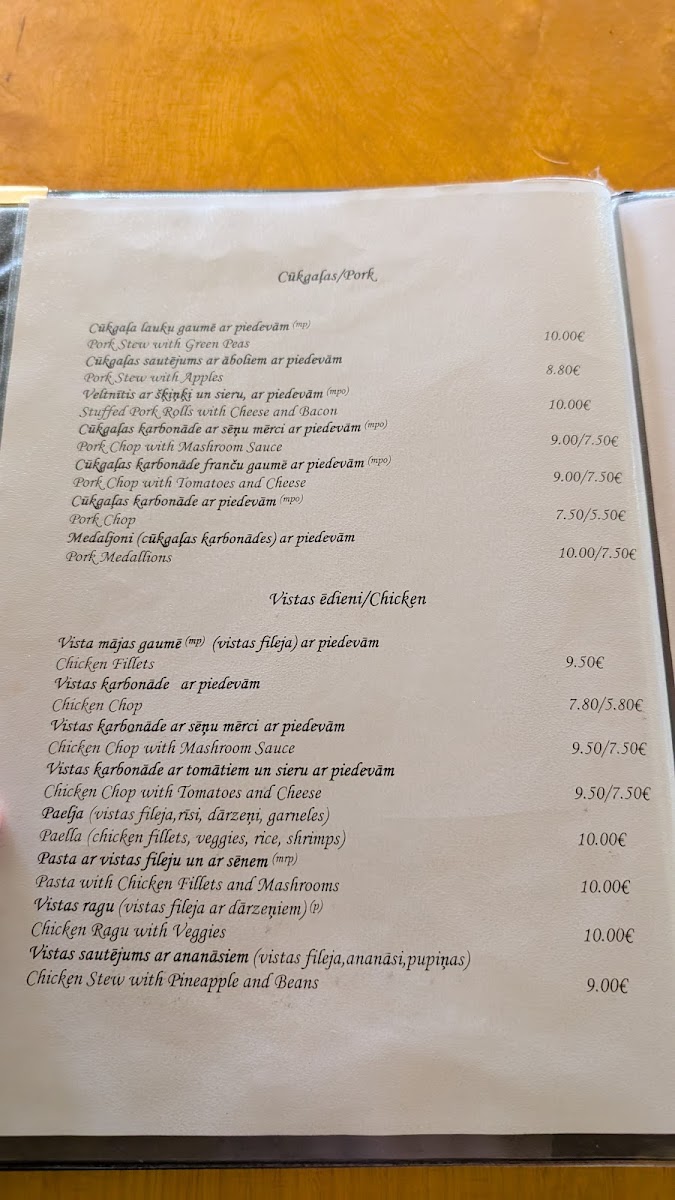 Cūkgaļas/Pork
Cūkgaļa lauku gaumē ar piedevām (mp)
Pork Stew with Green Peas 10.00€
Cūkgaļas sautējums ar āboliem ar piedevām
Pork Stew with Apples 8.80€
Veltnītis ar šķiņķi un sieru, ar piedevām (mpo)
Stuffed Pork Rolls with Cheese and Bacon 10.00€
Cūkgaļas karbonāde ar sēņu mērci ar piedevām (mpo)
Pork Chop with Mashroom Sauce 9.00/7.50€
Cūkgaļas karbonāde franču gaumē ar piedevām (mpo)
Pork Chop with Tomatoes and Cheese 9.00/7.50€
Cūkgaļas karbonāde ar piedevām (mpo)
Pork Chop 7.50/5.50€
Medaljoni (cūkgaļas karbonādes) ar piedevām
Pork Medallions 10.00/7.50€
Vistas ēdieni/Chicken
Vista mājas gaumē (mp) (vistas fileja) ar piedevām
Chicken Fillets 9.50€
Vistas karbonāde ar piedevām
Chicken Chop 7.80/5.80€
Vistas karbonāde ar sēņu mērci ar piedevām
Chicken Chop with Mashroom Sauce 9.50/7.50€
Vistas karbonāde ar tomātiem un sieru ar piedevām
Chicken Chop with Tomatoes and Cheese 9.50/7.50€
Paelja (vistas fileja,rīsi, dārzeņi, garneles)
Paella (chicken fillets, veggies, rice, shrimps) 10.00€
Pasta ar vistas fileju un ar sēnem (mrp)
Pasta with Chicken Fillets and Mashrooms 10.00€
Vistas ragu (vistas fileja ar dārzeņiem) (p)
Chicken Ragu with Veggies 10.00€
Vistas sautējums ar ananāsiem (vistas fileja,ananāsi,pupiņas)
Chicken Stew with Pineapple and Beans 9.00€